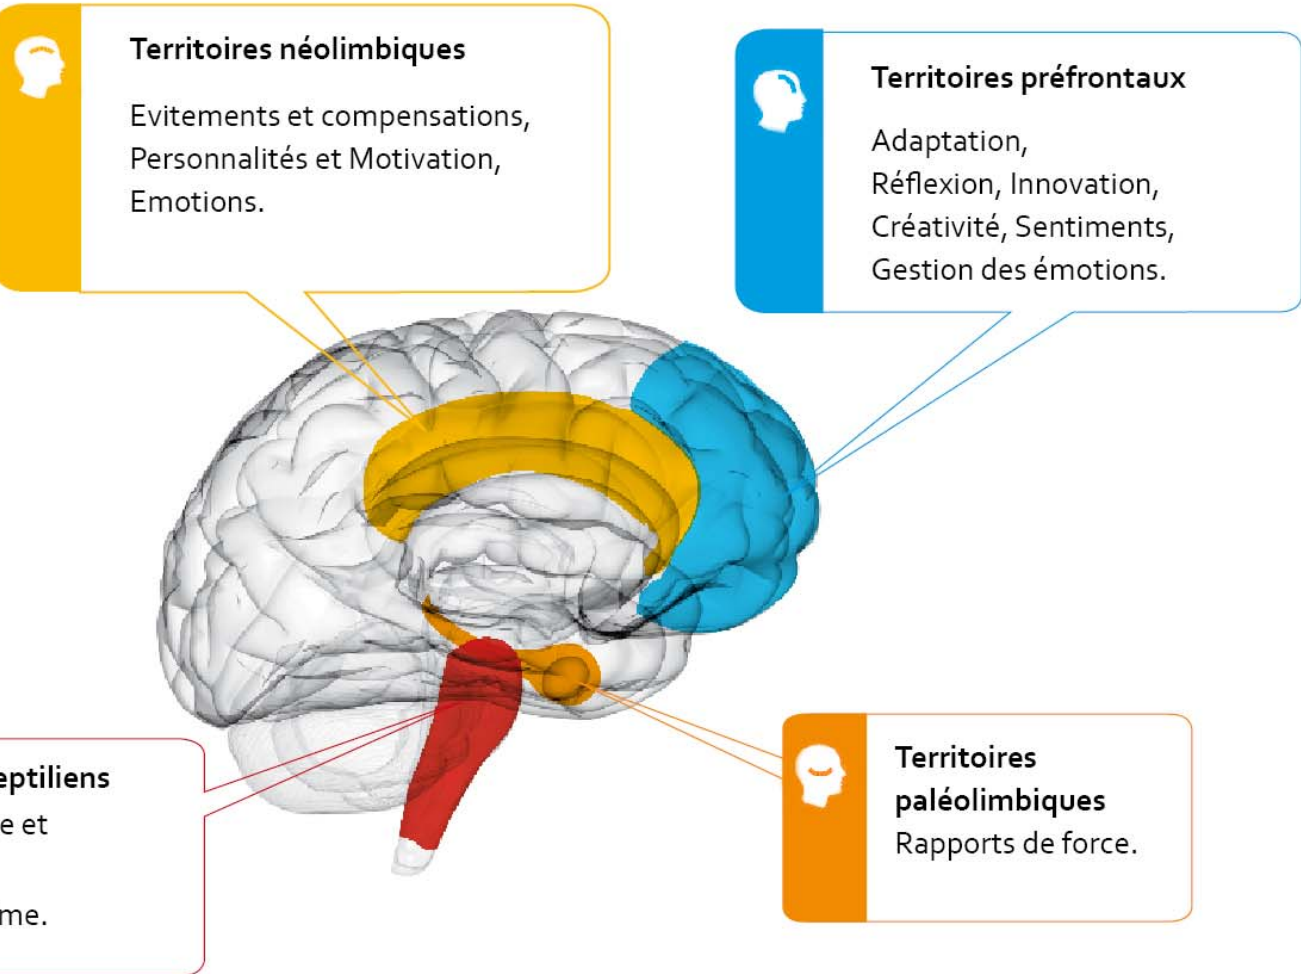 Territoires néolimbiques
Evitements et compensations,
Personnalités et Motivation,
Emotions.
Territoires préfrontaux
Adaptation,
Réflexion, Innovation,
Créativité, Sentiments,
Gestion des émotions.
eptiliens
e et
me.
Territoires
paléolimbiques
Rapports de force.